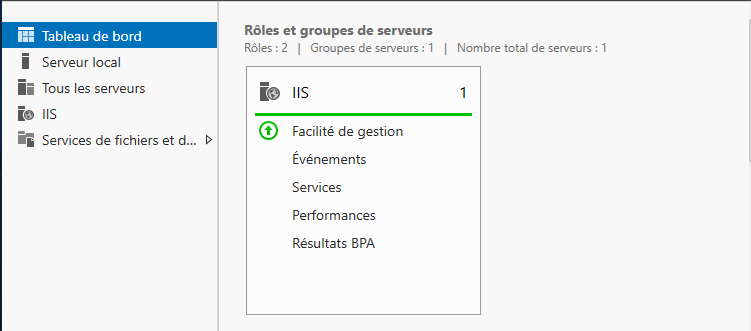 Tableau de bord
Serveur local
Tous les serveurs
IIS
Services de fichiers et d...
Rôles et groupes de serveurs
Rôles : 2 | Groupes de serveurs : 1 | Nombre total de serveurs : 1
IIS 1
Facilité de gestion
Événements
Services
Performances
Résultats BPA